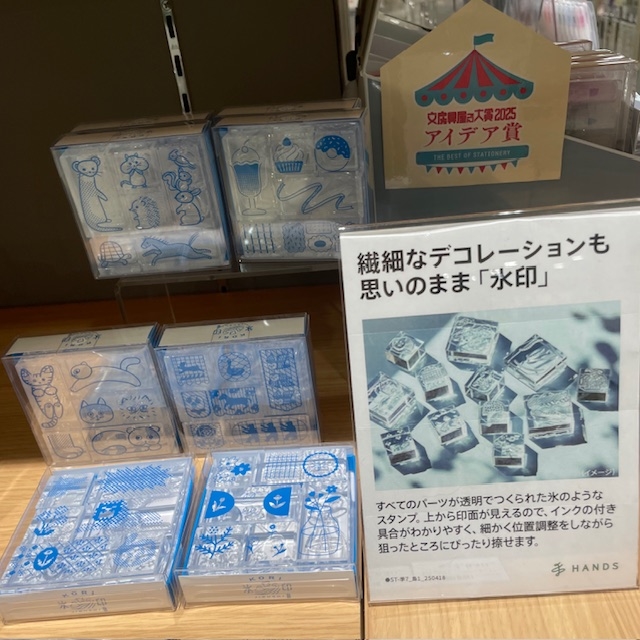 文房具屋さん大賞2025
アイデア賞
THE BEST OF STATIONERY
繊細なデコレーションも
思いのまま「氷印」
イメージ
すべてのパーツが透明でつくられた氷のような
スタンプ。上から印面が見えるので、インクの付き
具合がわかりやすく、細かく位置調整をしながら
狙ったところにぴったり捺せます。
HANDS
氷印
氷印